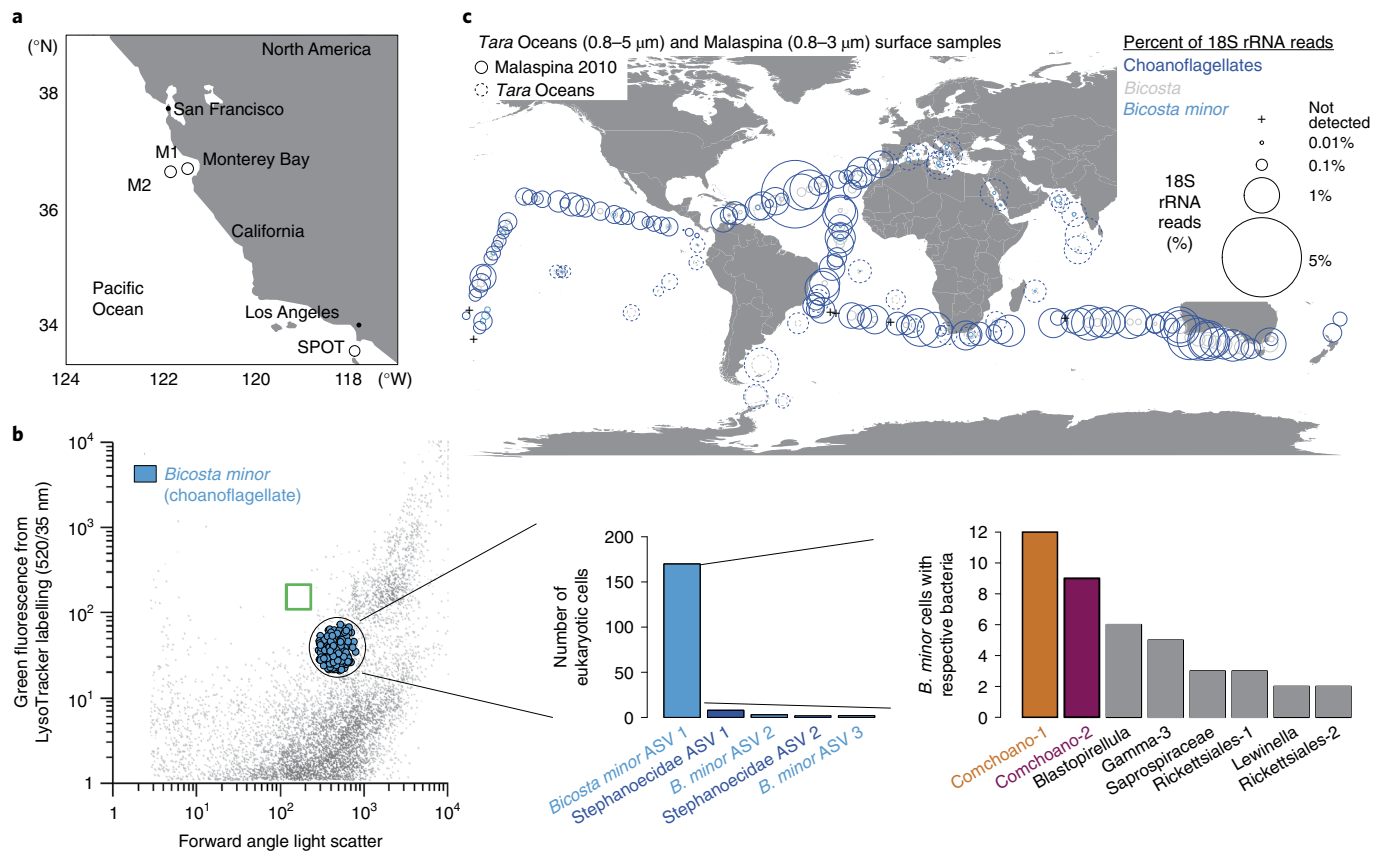 a
(°N)
North America
38
San Francisco
M1
Monterey Bay
M2
36
California
Pacific
Ocean
Los Angeles
34
SPOT
124
122
120
118
(°W)
c
Tara Oceans (0.8–5 μm) and Malaspina (0.8–3 μm) surface samples
Malaspina 2010
Tara Oceans
Percent of 18S rRNA reads
Choanoflagellates
Bicosta
Bicosta minor
Not
detected
0.01%
0.1%
18S
rRNA
reads
(%)
1%
5%
b
10⁴
10³
10²
10¹
1
Green fluorescence from
LysoTracker labelling (520/35 nm)
Bicosta minor
(choanoflagellate)
1
10¹
10²
10³
10⁴
Forward angle light scatter
200
150
100
50
0
Number of
eukaryotic cells
Bicosta minor ASV 1
Stephanoecidae ASV 1
B. minor ASV 2
Stephanoecidae ASV 2
B. minor ASV 3
12
10
8
6
4
2
0
B. minor cells with
respective bacteria
Comchoano-1
Comchoano-2
Blastopirellula
Gamma-3
Saprospiraceae
Rickettsiales-1
Lewinella
Rickettsiales-2